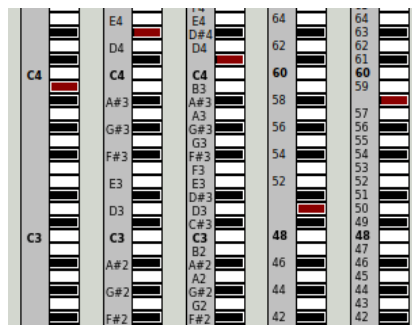 C4
C3
E4
D4
C4
A#3
G#3
F#3
E3
D3
C3
A#2
G#2
F#2
E4
D#4
D4
C4
B3
A#3
A3
G#3
G3
F#3
F3
E3
D#3
D3
C#3
C3
B2
A#2
A2
G#2
G2
F#2
64
62
60
58
56
54
52
48
46
44
42
64
63
62
61
60
59
57
56
55
54
53
52
51
50
49
48
47
46
45
44
43
42